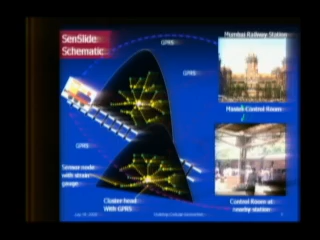 SenSlide
Schematic
GPRS
Mumbai Railway Station
GPRS
Master Control Room
GPRS
Sensor node
with strain
gauge
Cluster head
With GPRS
Control Room at
nearby station